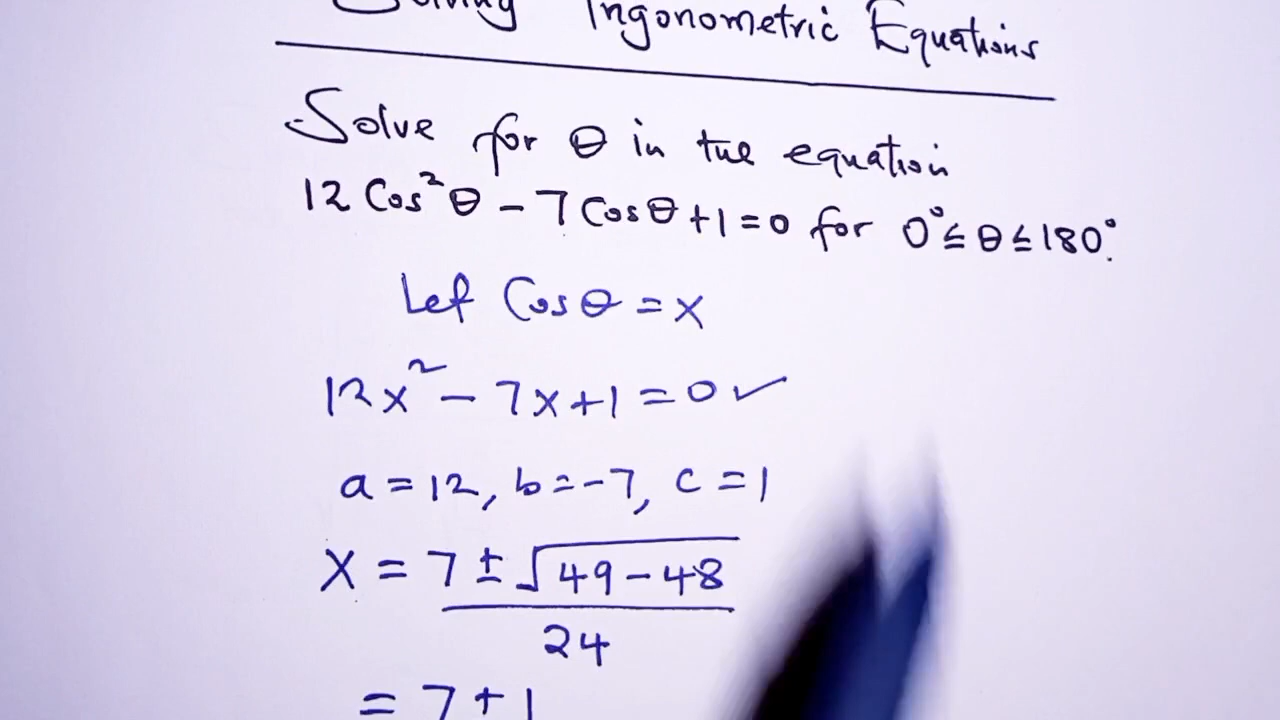 Solving Trigonometric Equations
Solve for θ in the equation
12 Cos²θ - 7 Cosθ + 1 = 0 for 0° ≤ θ ≤ 180°.
Let Cosθ = x
12x² - 7x + 1 = 0 ✓
a = 12, b = -7, c = 1
x = 7 ± √49 - 48
24
= 7 + 1